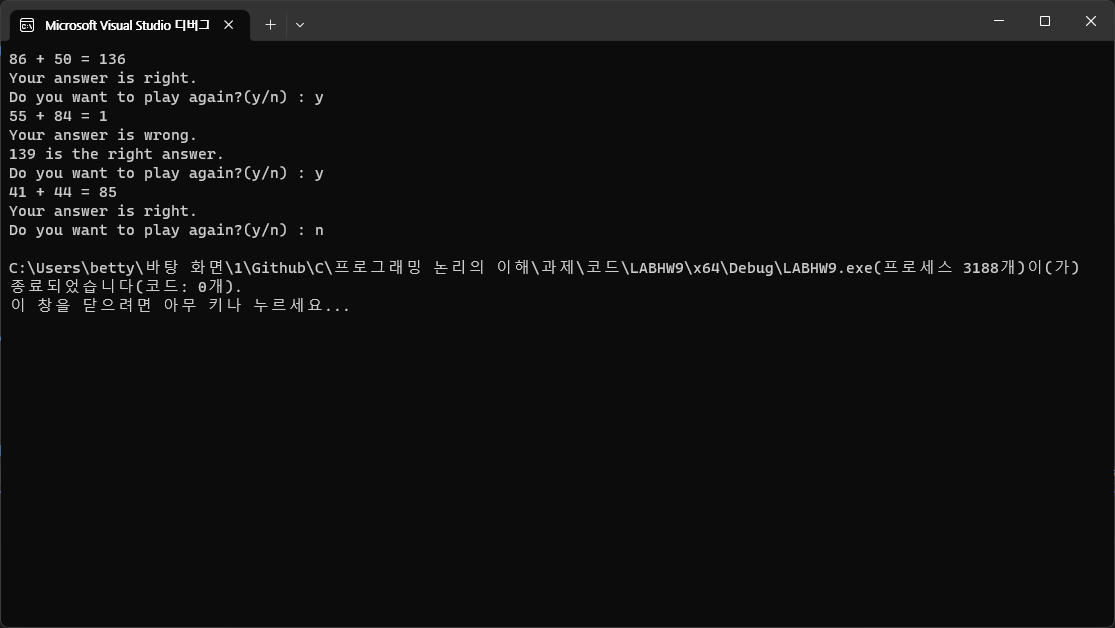 Microsoft Visual Studio 디버그
86 + 50 = 136
Your answer is right.
Do you want to play again?(y/n) : y
55 + 84 = 1
Your answer is wrong.
139 is the right answer.
Do you want to play again?(y/n) : y
41 + 44 = 85
Your answer is right.
Do you want to play again?(y/n) : n
C:\Users\betty\바탕 화면\1\Github\C\프로그래밍 논리의 이해\과제\코드\LABHW9\x64\Debug\LABHW9.exe(프로세스 3188개)이(가)
종료되었습니다(코드: 0개).
이 창을 닫으려면 아무 키나 누르세요...